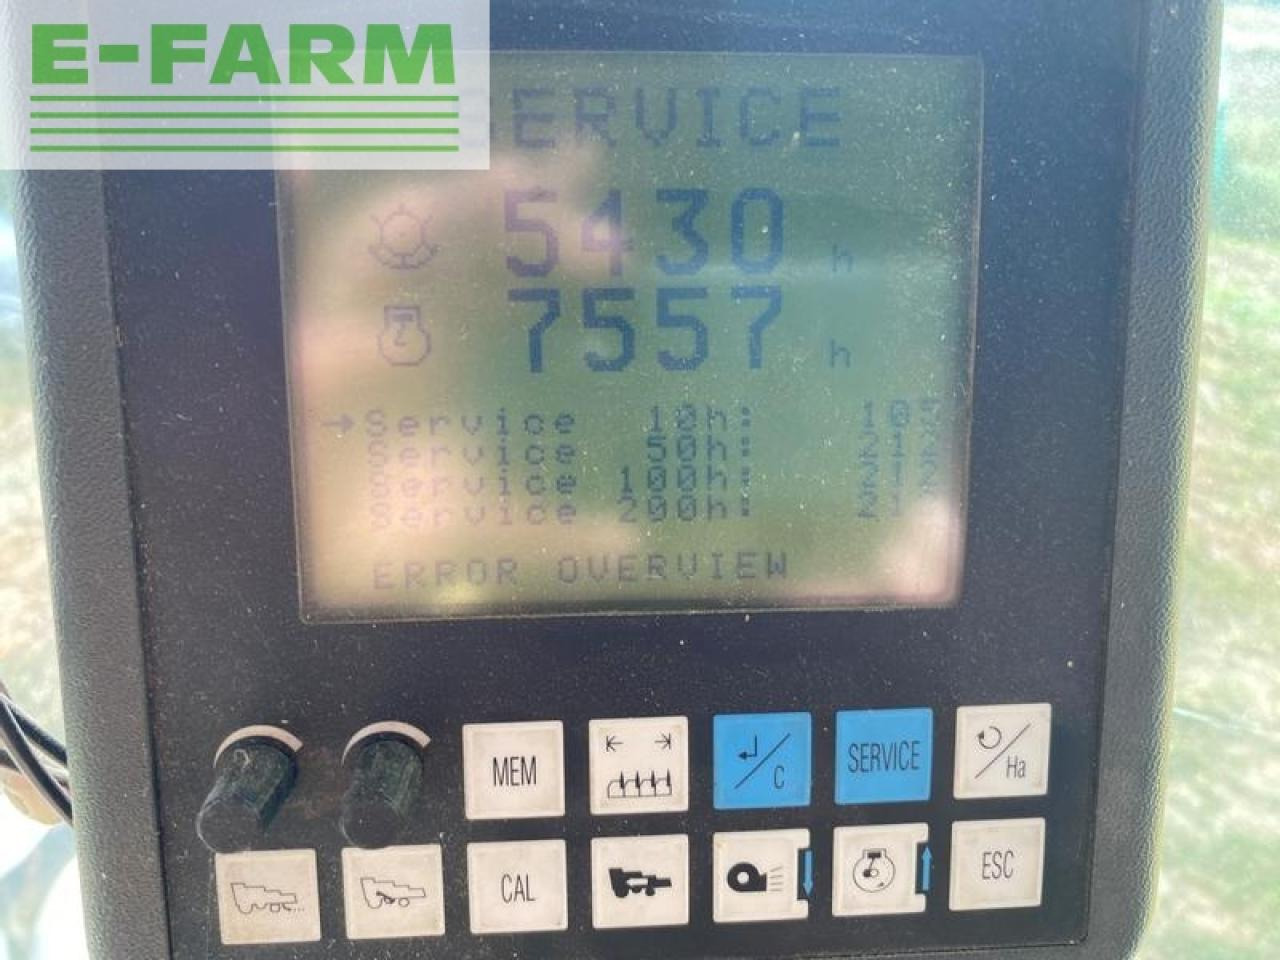 E-FARM
SERVICE
5430 h
7557 h
→Service 10h:
Service 50h:
Service 100h:
Service 200h:
ERROR OVERVIEW
MEM
C
SERVICE
Ha
CAL
ESC